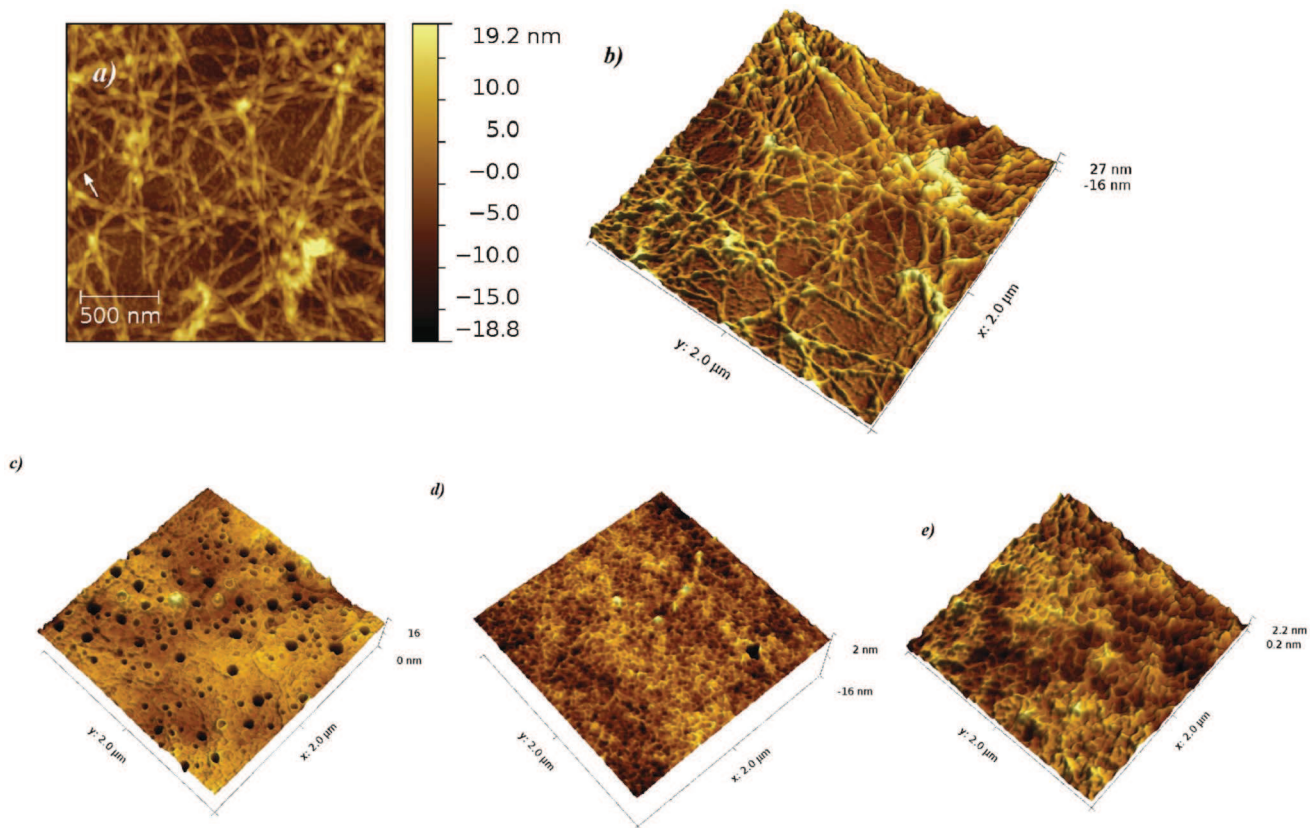 a)
500 nm
19.2 nm
10.0
5.0
−0.0
−5.0
−10.0
−15.0
−18.8
b)
27 nm
-16 nm
x: 2.0 µm
y: 2.0 µm
c)
16
0 nm
x: 2.0 µm
y: 2.0 µm
d)
2 nm
-16 nm
x: 2.0 µm
y: 2.0 µm
e)
2.2 nm
0.2 nm
x: 2.0 µm
y: 2.0 µm